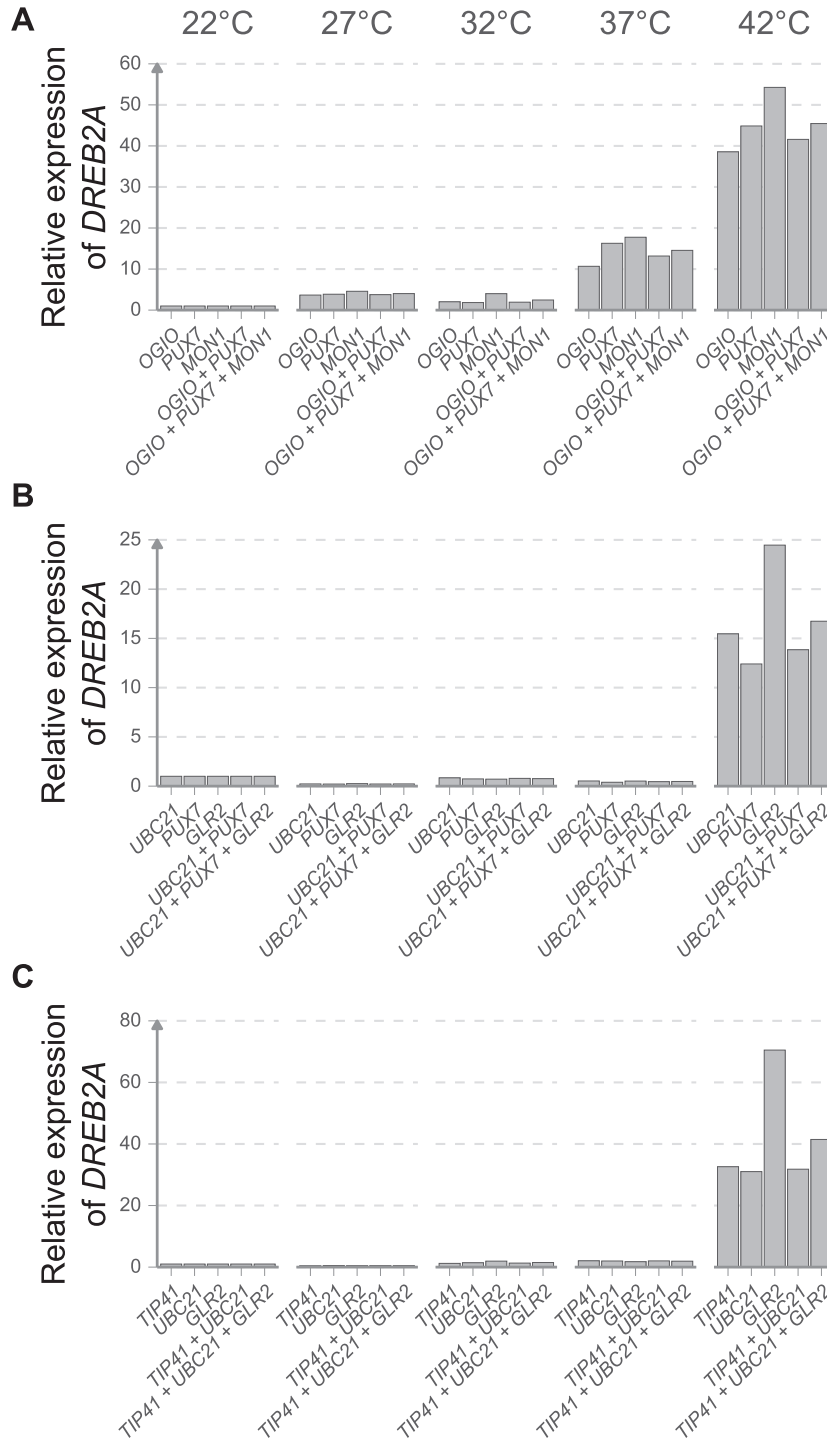 A
22°C 27°C 32°C 37°C 42°C
Relative expression
of DREB2A
60
50
40
30
20
10
0
OGIO PUX7 MON1 OGIO + PUX7 OGIO + PUX7 + MON1
OGIO PUX7 MON1 OGIO + PUX7 OGIO + PUX7 + MON1
OGIO PUX7 MON1 OGIO + PUX7 OGIO + PUX7 + MON1
OGIO PUX7 MON1 OGIO + PUX7 OGIO + PUX7 + MON1
OGIO PUX7 MON1 OGIO + PUX7 OGIO + PUX7 + MON1
B
Relative expression
of DREB2A
25
20
15
10
5
0
UBC21 PUX7 GLR2 UBC21 + PUX7 UBC21 + PUX7 + GLR2
UBC21 PUX7 GLR2 UBC21 + PUX7 UBC21 + PUX7 + GLR2
UBC21 PUX7 GLR2 UBC21 + PUX7 UBC21 + PUX7 + GLR2
UBC21 PUX7 GLR2 UBC21 + PUX7 UBC21 + PUX7 + GLR2
UBC21 PUX7 GLR2 UBC21 + PUX7 UBC21 + PUX7 + GLR2
C
Relative expression
of DREB2A
80
60
40
20
0
TIP41 UBC21 GLR2 TIP41 + UBC21 TIP41 + UBC21 + GLR2
TIP41 UBC21 GLR2 TIP41 + UBC21 TIP41 + UBC21 + GLR2
TIP41 UBC21 GLR2 TIP41 + UBC21 TIP41 + UBC21 + GLR2
TIP41 UBC21 GLR2 TIP41 + UBC21 TIP41 + UBC21 + GLR2
TIP41 UBC21 GLR2 TIP41 + UBC21 TIP41 + UBC21 + GLR2